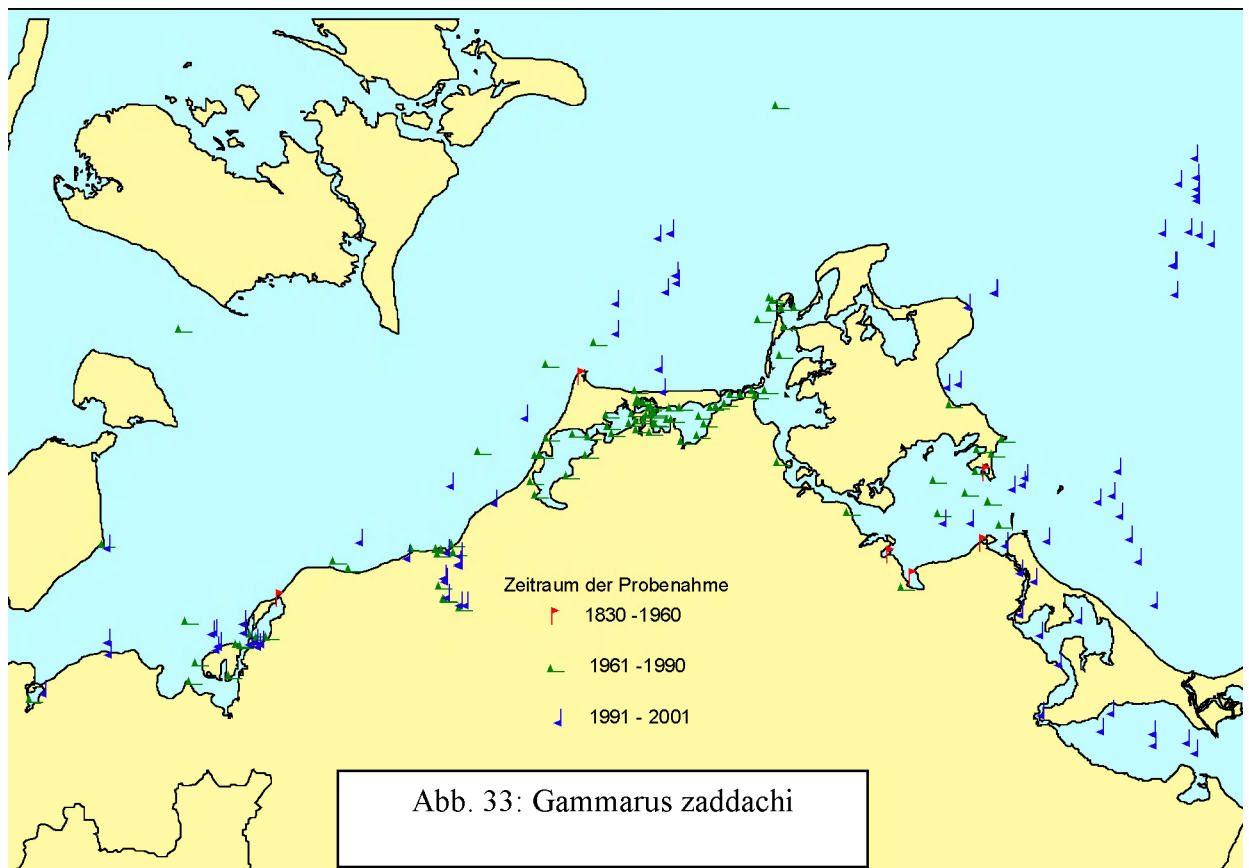 Zeitraum der Probenahme
1830 -1960
1961 -1990
1991 - 2001
Abb. 33: Gammarus zaddachi